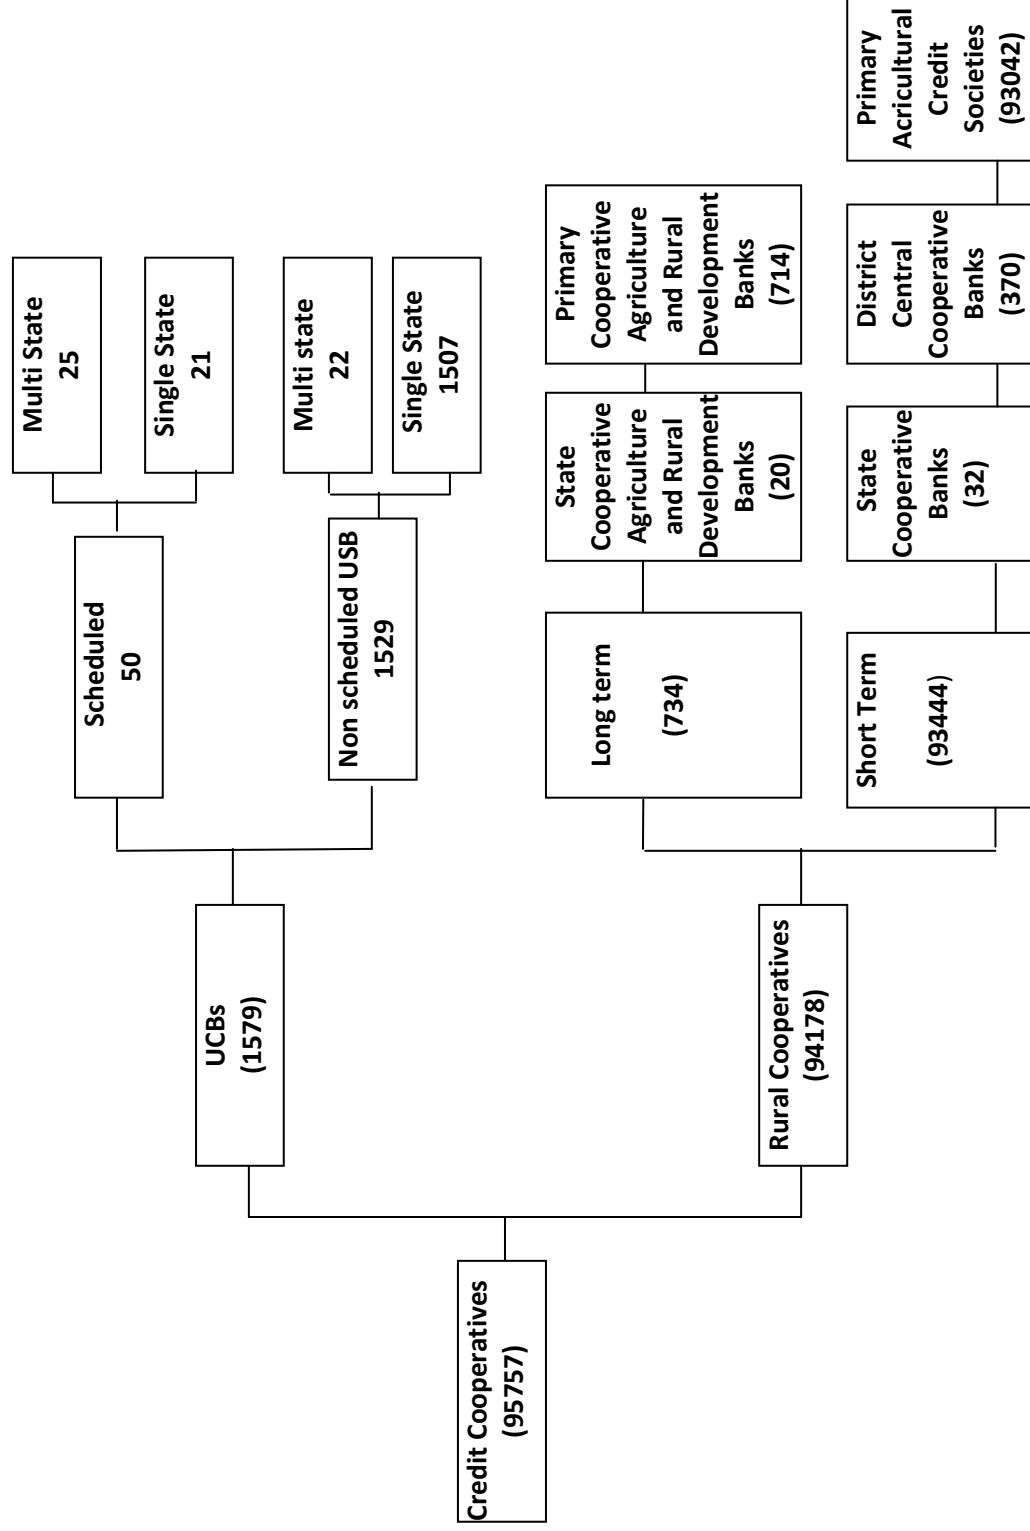 Credit Cooperatives
(95757)
UCBs
(1579)
Scheduled
50
Multi State
25
Single State
21
Non scheduled USB
1529
Multi state
22
Single State
1507
Rural Cooperatives
(94178)
Long term
(734)
State
Cooperative
Agriculture
and Rural
Development
Banks
(20)
Primary
Cooperative
Agriculture
and Rural
Development
Banks
(714)
Short Term
(93444)
State
Cooperative
Banks
(32)
District
Central
Cooperative
Banks
(370)
Primary
Acricultural
Credit
Societies
(93042)